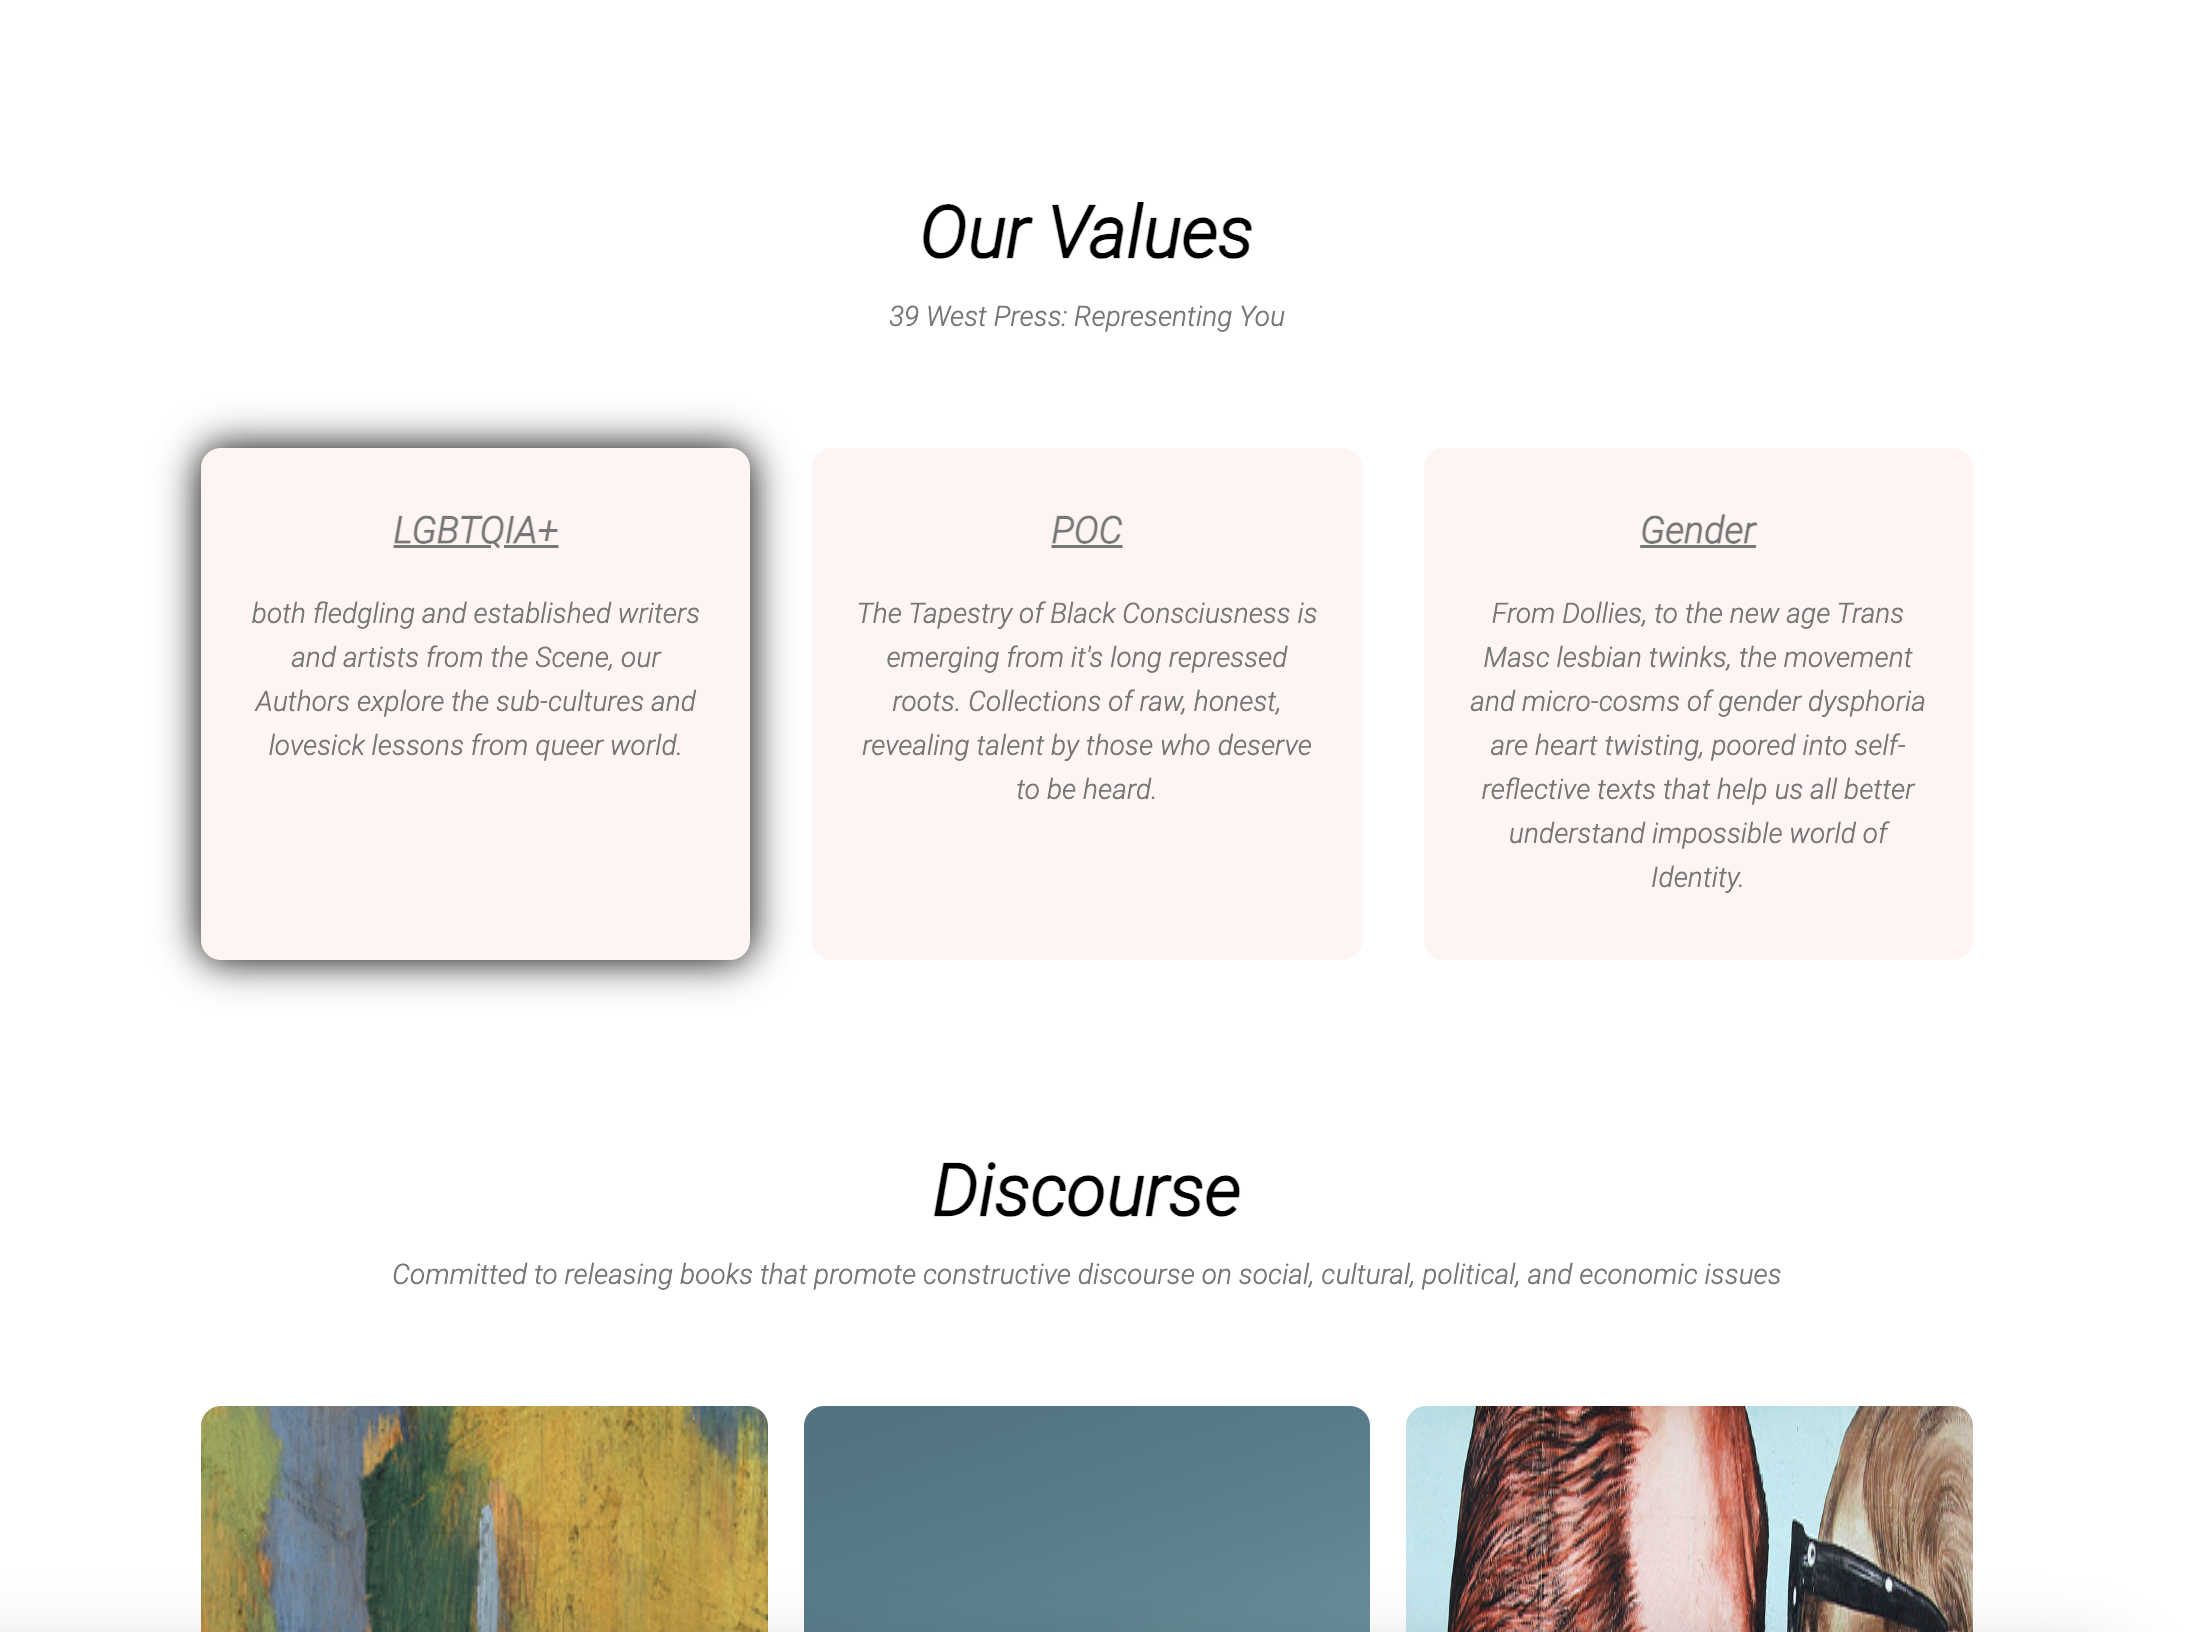 Our Values
39 West Press: Representing You
LGBTQIA+
both fledgling and established writers
and artists from the Scene, our
Authors explore the sub-cultures and
lovesick lessons from queer world.
POC
The Tapestry of Black Consciusness is
emerging from it's long repressed
roots. Collections of raw, honest,
revealing talent by those who deserve
to be heard.
Gender
From Dollies, to the new age Trans
Masc lesbian twinks, the movement
and micro-cosms of gender dysphoria
are heart twisting, poored into self-
reflective texts that help us all better
understand impossible world of
Identity.
Discourse
Committed to releasing books that promote constructive discourse on social, cultural, political, and economic issues